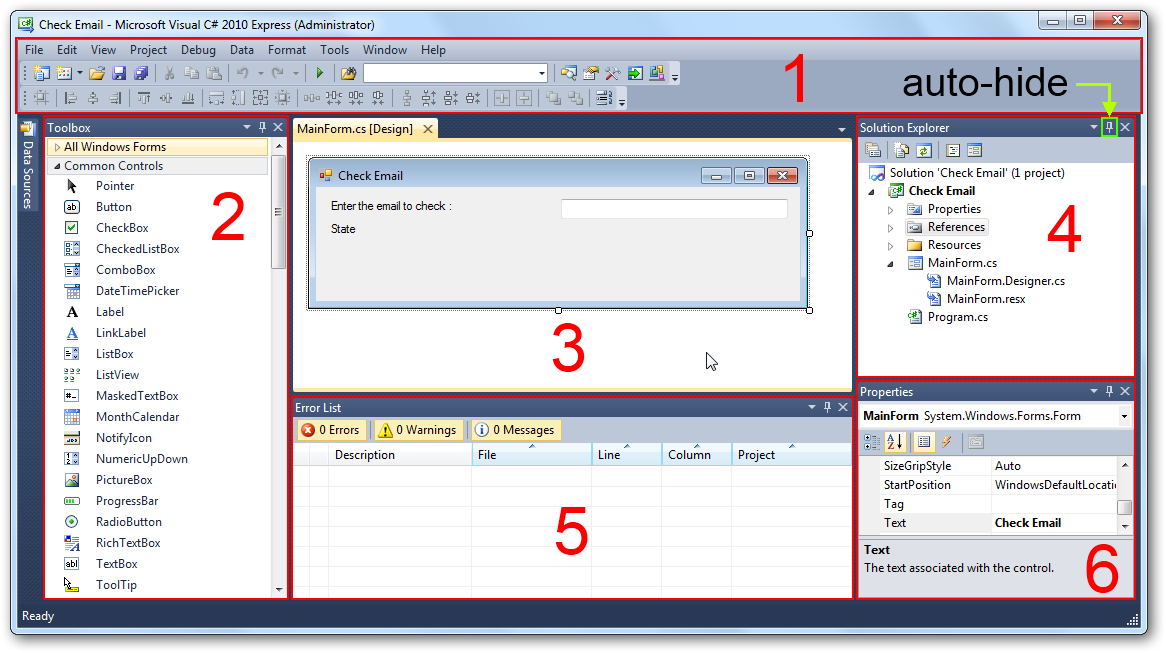 Check Email - Microsoft Visual C# 2010 Express (Administrator)
File Edit View Project Debug Data Format Tools Window Help
1
auto-hide
Data Sources
Toolbox
All Windows Forms
Common Controls
Pointer
Button
CheckBox
CheckedListBox
ComboBox
DateTimePicker
Label
LinkLabel
ListBox
ListView
MaskedTextBox
MonthCalendar
NotifyIcon
NumericUpDown
PictureBox
ProgressBar
RadioButton
RichTextBox
TextBox
ToolTip
2
MainForm.cs [Design]
Check Email
Enter the email to check :
State
3
Error List
0 Errors 0 Warnings 0 Messages
Description File Line Column Project
5
Solution Explorer
Solution 'Check Email' (1 project)
Check Email
Properties
References
Resources
MainForm.cs
MainForm.Designer.cs
MainForm.resx
Program.cs
4
Properties
MainForm System.Windows.Forms.Form
SizeGripStyle Auto
StartPosition WindowsDefaultLocati
Tag
Text Check Email
Text
The text associated with the control.
6
Ready